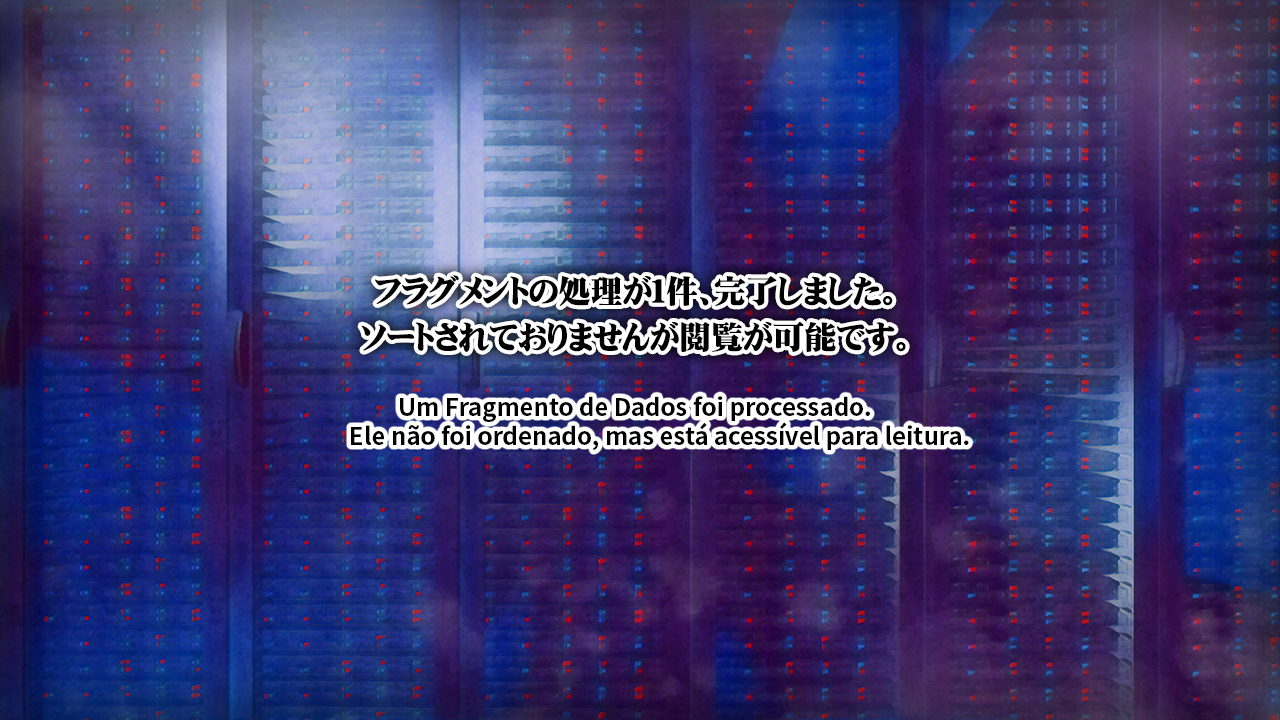 フラグメントの処理が1件、完了しました。
ソートされておりませんが閲覧が可能です。
Um Fragmento de Dados foi processado.
Ele não foi ordenado, mas está acessível para leitura.